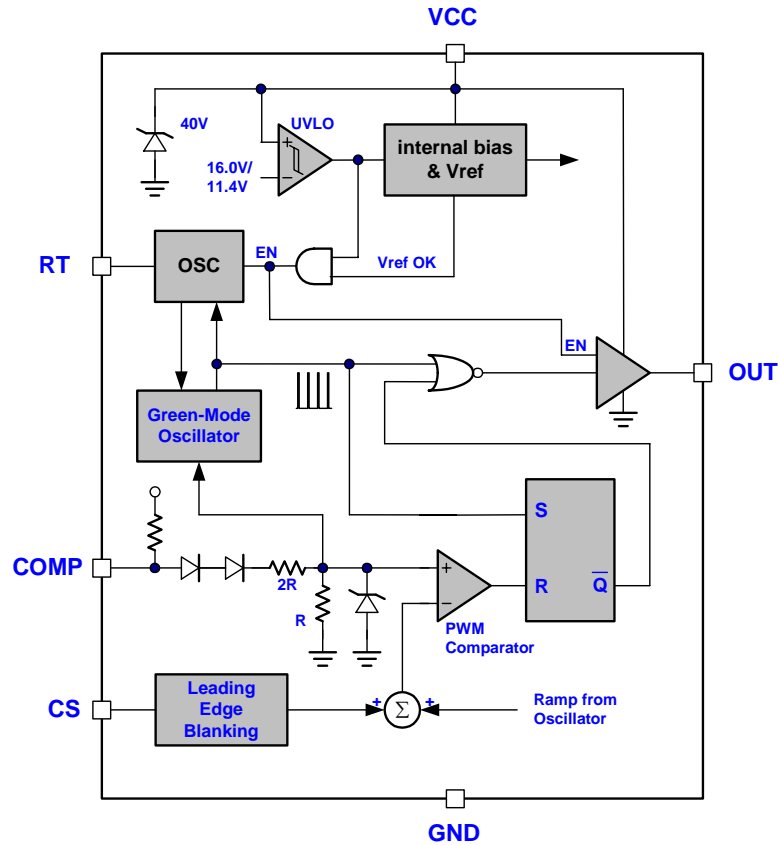 VCC
40V
UVLO
+
−
16.0V/
11.4V
internal bias
& Vref
RT
OSC
EN
Vref OK
EN
OUT
Green-Mode
Oscillator
COMP
2R
R
+
−
PWM
Comparator
S
R
Q̅
CS
Leading
Edge
Blanking
+
Σ
+
Ramp from
Oscillator
GND